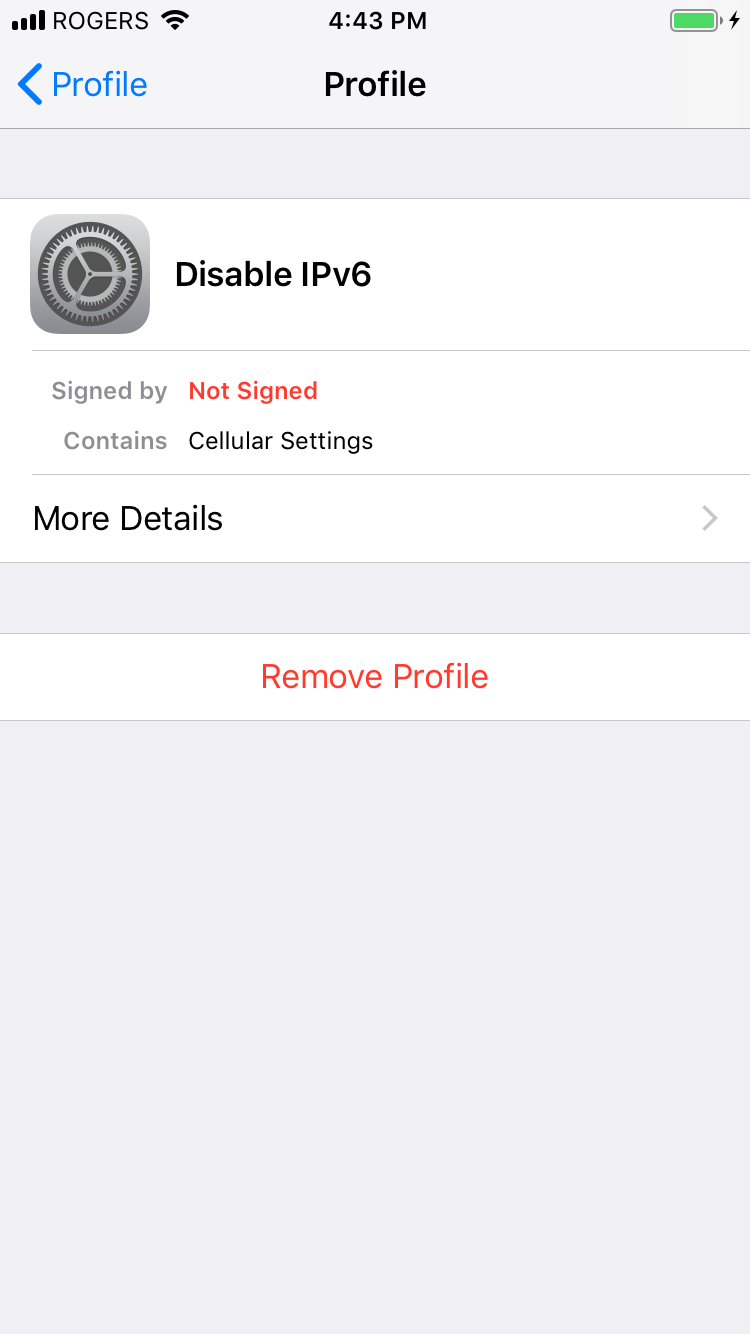 ROGERS 4:43 PM
Profile Profile
Disable IPv6
Signed by Not Signed
Contains Cellular Settings
More Details
Remove Profile